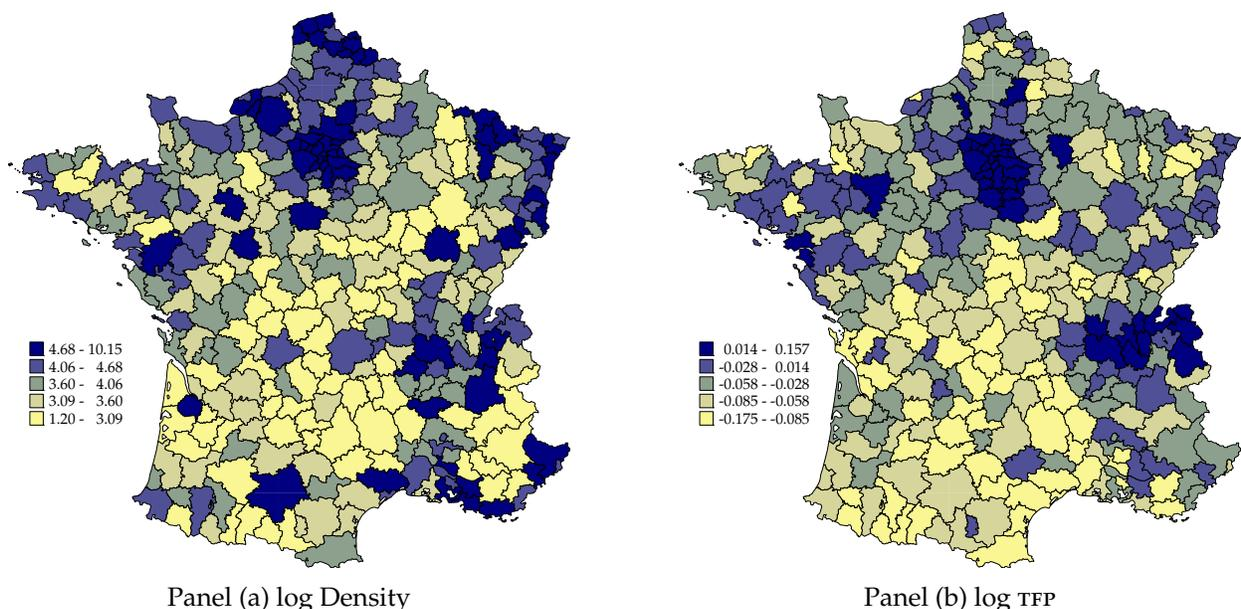 4.68 - 10.15
4.06 - 4.68
3.60 - 4.06
3.09 - 3.60
1.20 - 3.09
0.014 - 0.157
-0.028 - 0.014
-0.058 - -0.028
-0.085 - -0.058
-0.175 - -0.085
Panel (a) log Density
Panel (b) log TFP